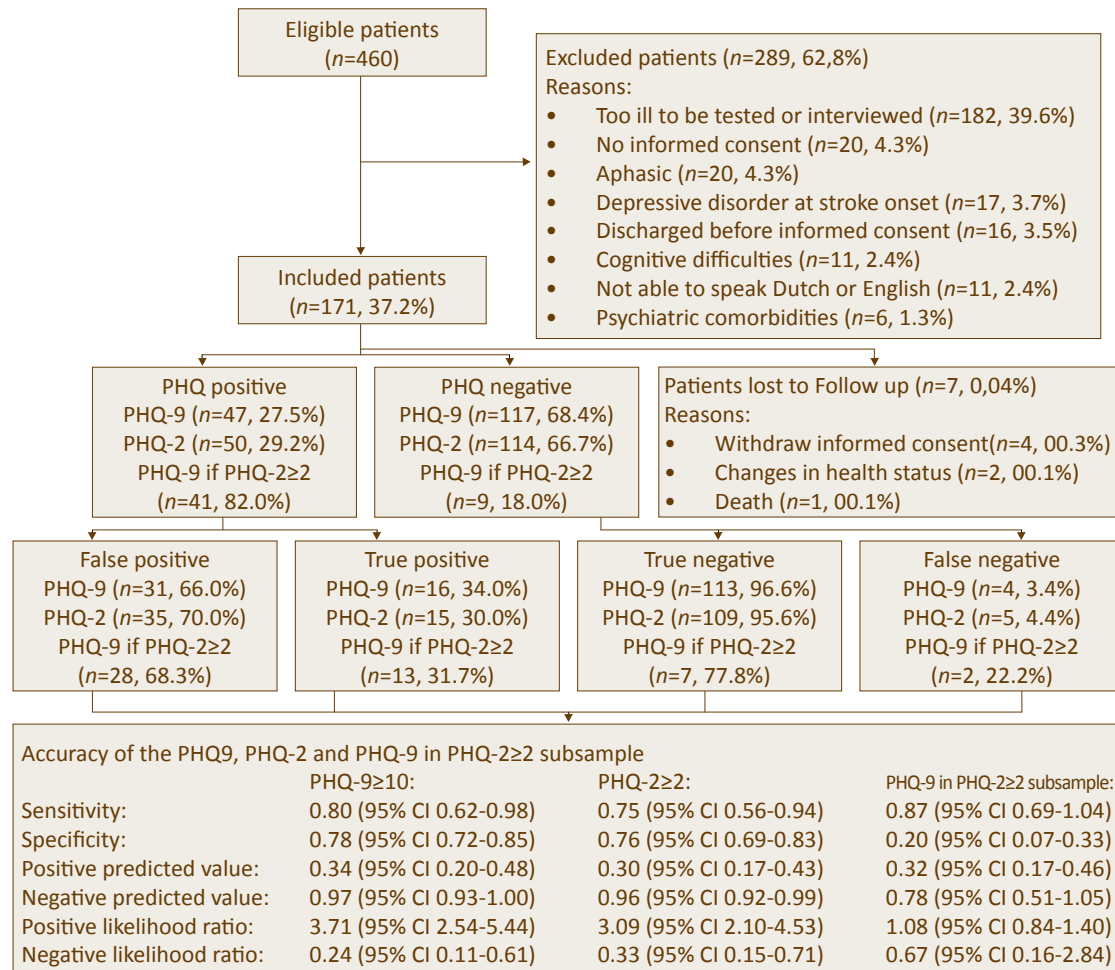 Eligible patients
(n=460)
Excluded patients (n=289, 62,8%)
Reasons:
• Too ill to be tested or interviewed (n=182, 39.6%)
• No informed consent (n=20, 4.3%)
• Aphasic (n=20, 4.3%)
• Depressive disorder at stroke onset (n=17, 3.7%)
• Discharged before informed consent (n=16, 3.5%)
• Cognitive difficulties (n=11, 2.4%)
• Not able to speak Dutch or English (n=11, 2.4%)
• Psychiatric comorbidities (n=6, 1.3%)
Included patients
(n=171, 37.2%)
PHQ positive
PHQ-9 (n=47, 27.5%)
PHQ-2 (n=50, 29.2%)
PHQ-9 if PHQ-2≥2
(n=41, 82.0%)
PHQ negative
PHQ-9 (n=117, 68.4%)
PHQ-2 (n=114, 66.7%)
PHQ-9 if PHQ-2≥2
(n=9, 18.0%)
Patients lost to Follow up (n=7, 0,04%)
Reasons:
• Withdraw informed consent(n=4, 00.3%)
• Changes in health status (n=2, 00.1%)
• Death (n=1, 00.1%)
False positive
PHQ-9 (n=31, 66.0%)
PHQ-2 (n=35, 70.0%)
PHQ-9 if PHQ-2≥2
(n=28, 68.3%)
True positive
PHQ-9 (n=16, 34.0%)
PHQ-2 (n=15, 30.0%)
PHQ-9 if PHQ-2≥2
(n=13, 31.7%)
True negative
PHQ-9 (n=113, 96.6%)
PHQ-2 (n=109, 95.6%)
PHQ-9 if PHQ-2≥2
(n=7, 77.8%)
False negative
PHQ-9 (n=4, 3.4%)
PHQ-2 (n=5, 4.4%)
PHQ-9 if PHQ-2≥2
(n=2, 22.2%)
Accuracy of the PHQ9, PHQ-2 and PHQ-9 in PHQ-2≥2 subsample
PHQ-9≥10: PHQ-2≥2: PHQ-9 in PHQ-2≥2 subsample:
Sensitivity: 0.80 (95% CI 0.62-0.98) 0.75 (95% CI 0.56-0.94) 0.87 (95% CI 0.69-1.04)
Specificity: 0.78 (95% CI 0.72-0.85) 0.76 (95% CI 0.69-0.83) 0.20 (95% CI 0.07-0.33)
Positive predicted value: 0.34 (95% CI 0.20-0.48) 0.30 (95% CI 0.17-0.43) 0.32 (95% CI 0.17-0.46)
Negative predicted value: 0.97 (95% CI 0.93-1.00) 0.96 (95% CI 0.92-0.99) 0.78 (95% CI 0.51-1.05)
Positive likelihood ratio: 3.71 (95% CI 2.54-5.44) 3.09 (95% CI 2.10-4.53) 1.08 (95% CI 0.84-1.40)
Negative likelihood ratio: 0.24 (95% CI 0.11-0.61) 0.33 (95% CI 0.15-0.71) 0.67 (95% CI 0.16-2.84)